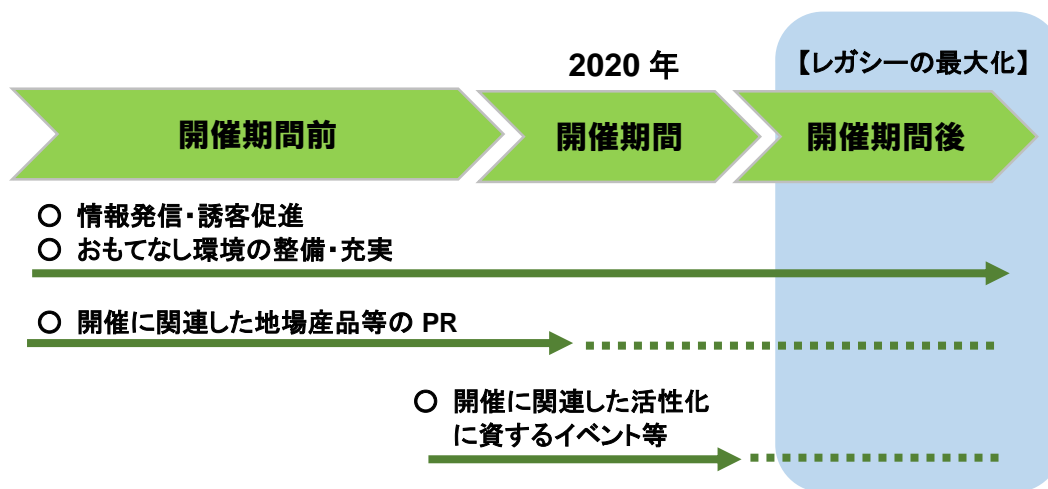 2020 年
【レガシーの最大化】
開催期間前
開催期間
開催期間後
○ 情報発信・誘客促進
○ おもてなし環境の整備・充実
○ 開催に関連した地場産品等の PR
○ 開催に関連した活性化
に資するイベント等